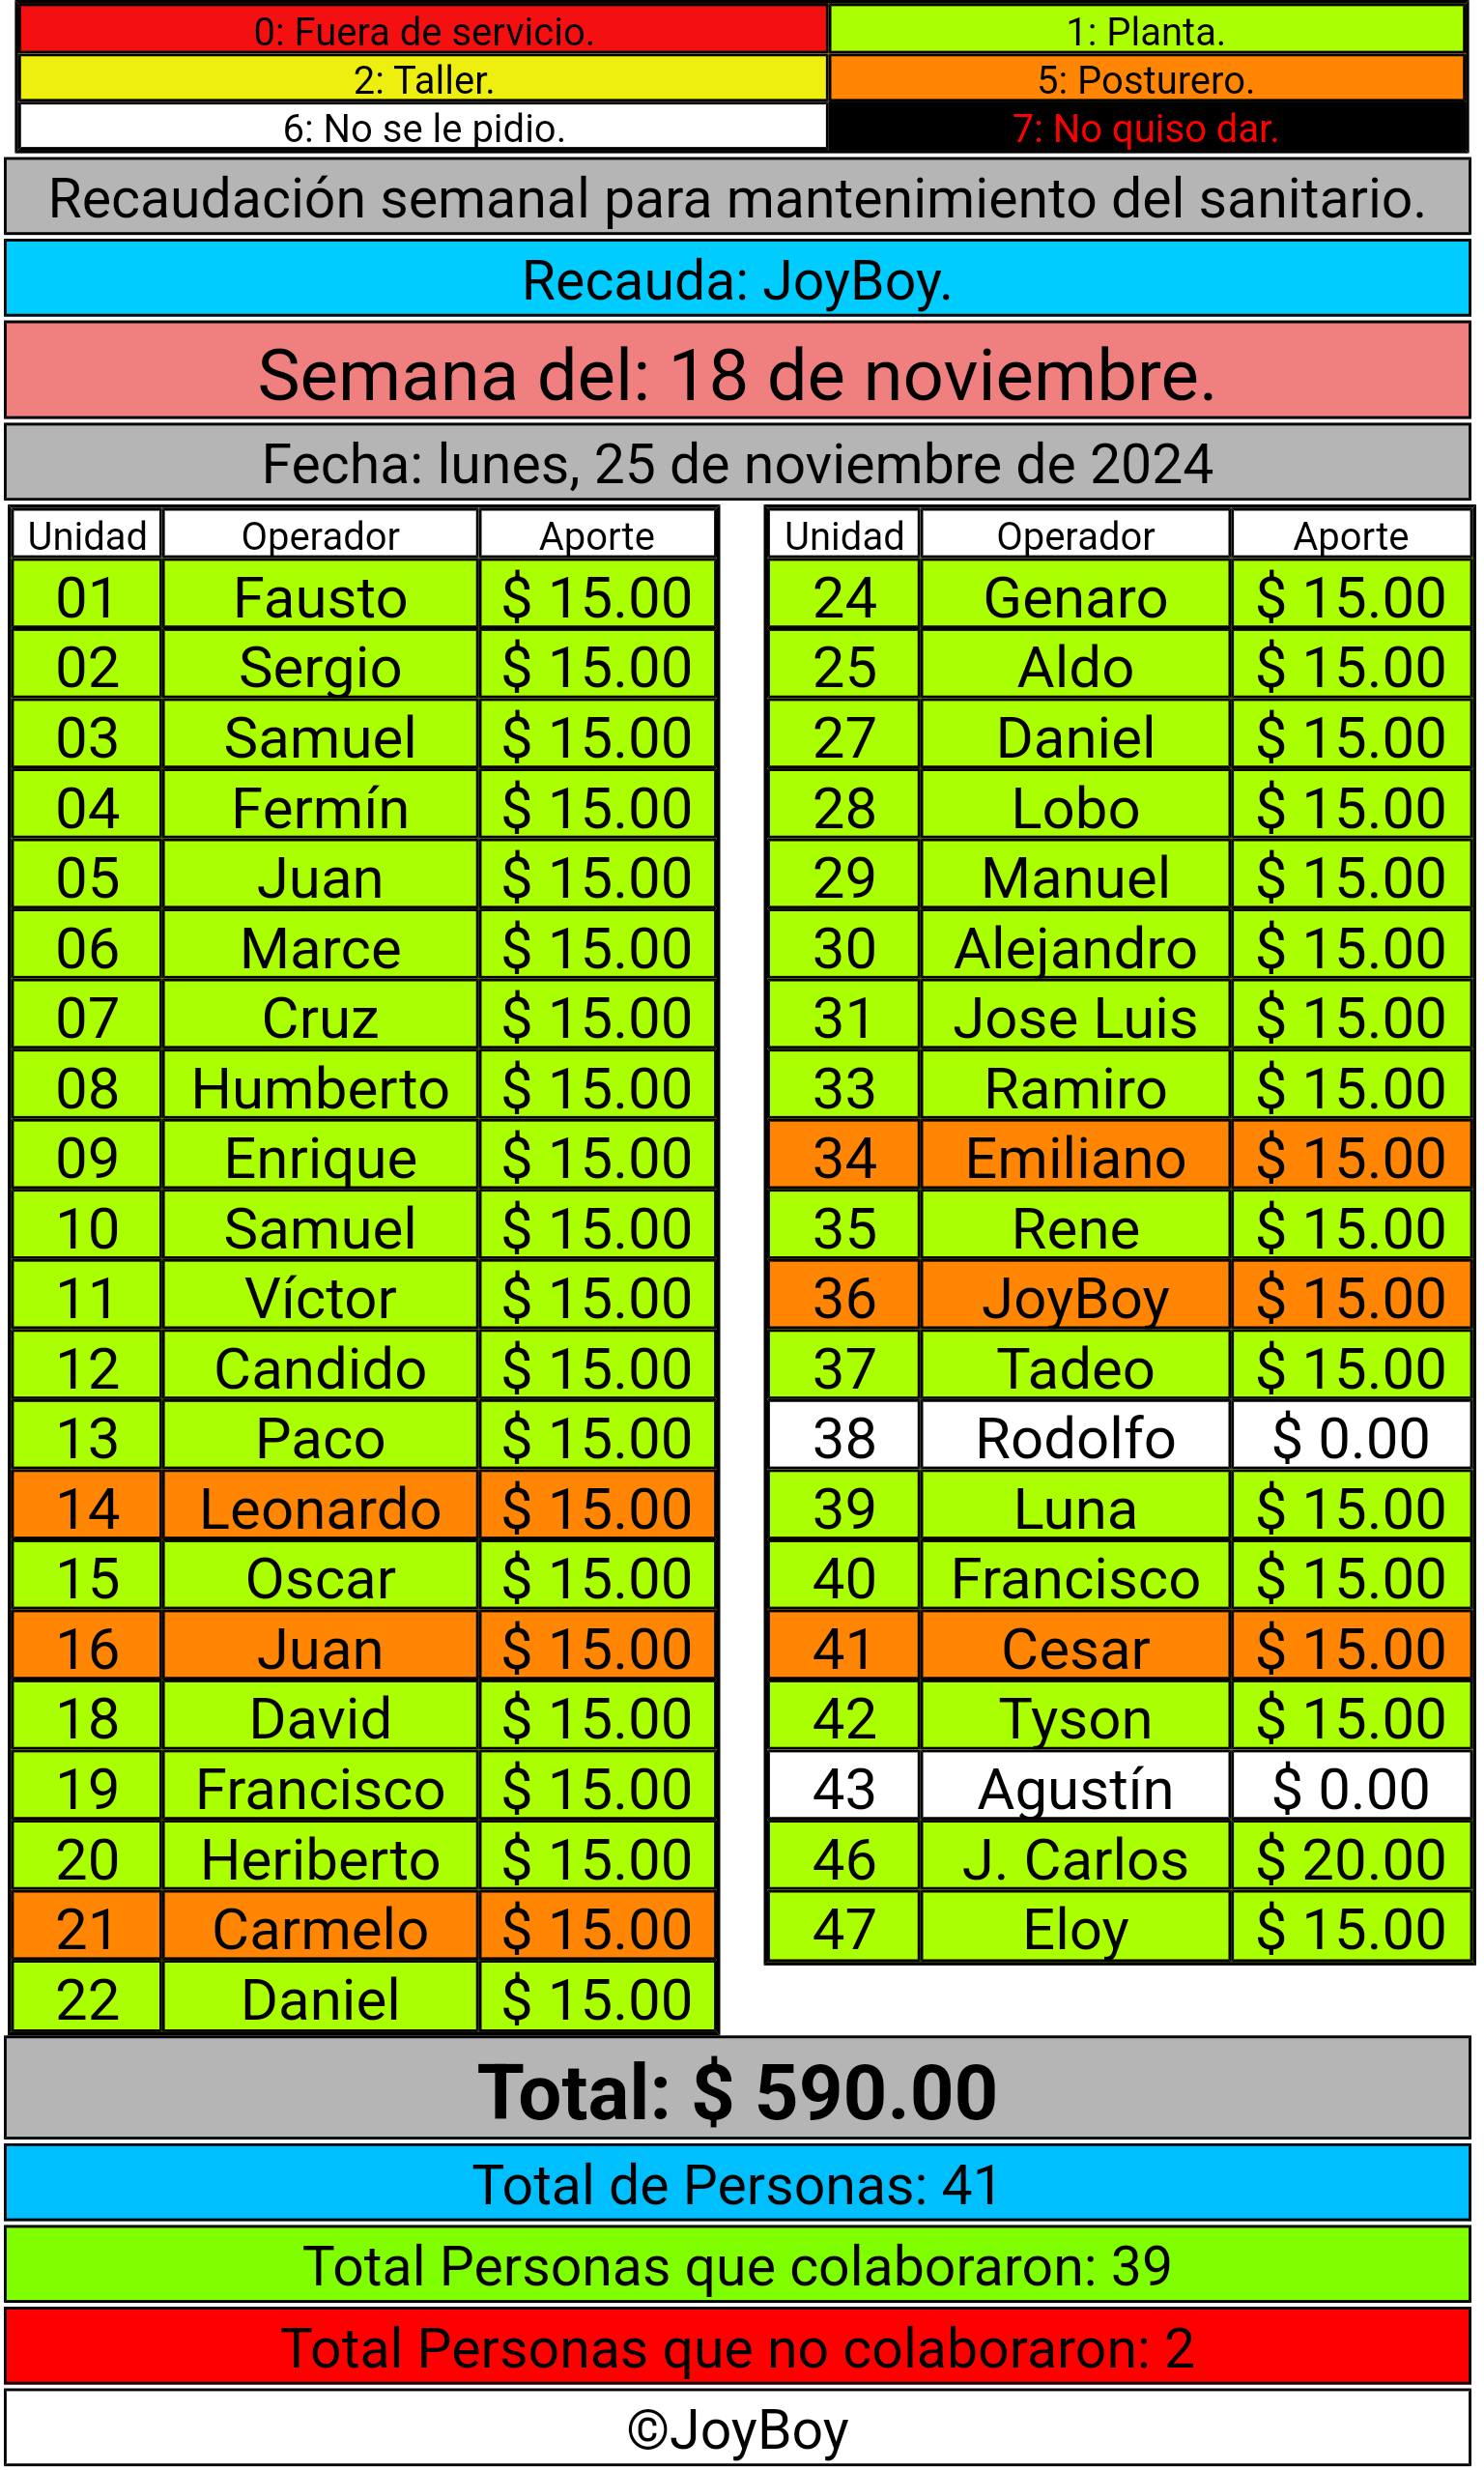 0: Fuera de servicio. 1: Planta.
2: Taller. 5: Posturero.
6: No se le pidio. 7: No quiso dar.
Recaudación semanal para mantenimiento del sanitario.
Recauda: JoyBoy.
Semana del: 18 de noviembre.
Fecha: lunes, 25 de noviembre de 2024
Unidad Operador Aporte
01 Fausto $ 15.00
02 Sergio $ 15.00
03 Samuel $ 15.00
04 Fermín $ 15.00
05 Juan $ 15.00
06 Marce $ 15.00
07 Cruz $ 15.00
08 Humberto $ 15.00
09 Enrique $ 15.00
10 Samuel $ 15.00
11 Víctor $ 15.00
12 Candido $ 15.00
13 Paco $ 15.00
14 Leonardo $ 15.00
15 Oscar $ 15.00
16 Juan $ 15.00
18 David $ 15.00
19 Francisco $ 15.00
20 Heriberto $ 15.00
21 Carmelo $ 15.00
22 Daniel $ 15.00
Unidad Operador Aporte
24 Genaro $ 15.00
25 Aldo $ 15.00
27 Daniel $ 15.00
28 Lobo $ 15.00
29 Manuel $ 15.00
30 Alejandro $ 15.00
31 Jose Luis $ 15.00
33 Ramiro $ 15.00
34 Emiliano $ 15.00
35 Rene $ 15.00
36 JoyBoy $ 15.00
37 Tadeo $ 15.00
38 Rodolfo $ 0.00
39 Luna $ 15.00
40 Francisco $ 15.00
41 Cesar $ 15.00
42 Tyson $ 15.00
43 Agustín $ 0.00
46 J. Carlos $ 20.00
47 Eloy $ 15.00
Total: $ 590.00
Total de Personas: 41
Total Personas que colaboraron: 39
Total Personas que no colaboraron: 2
©JoyBoy